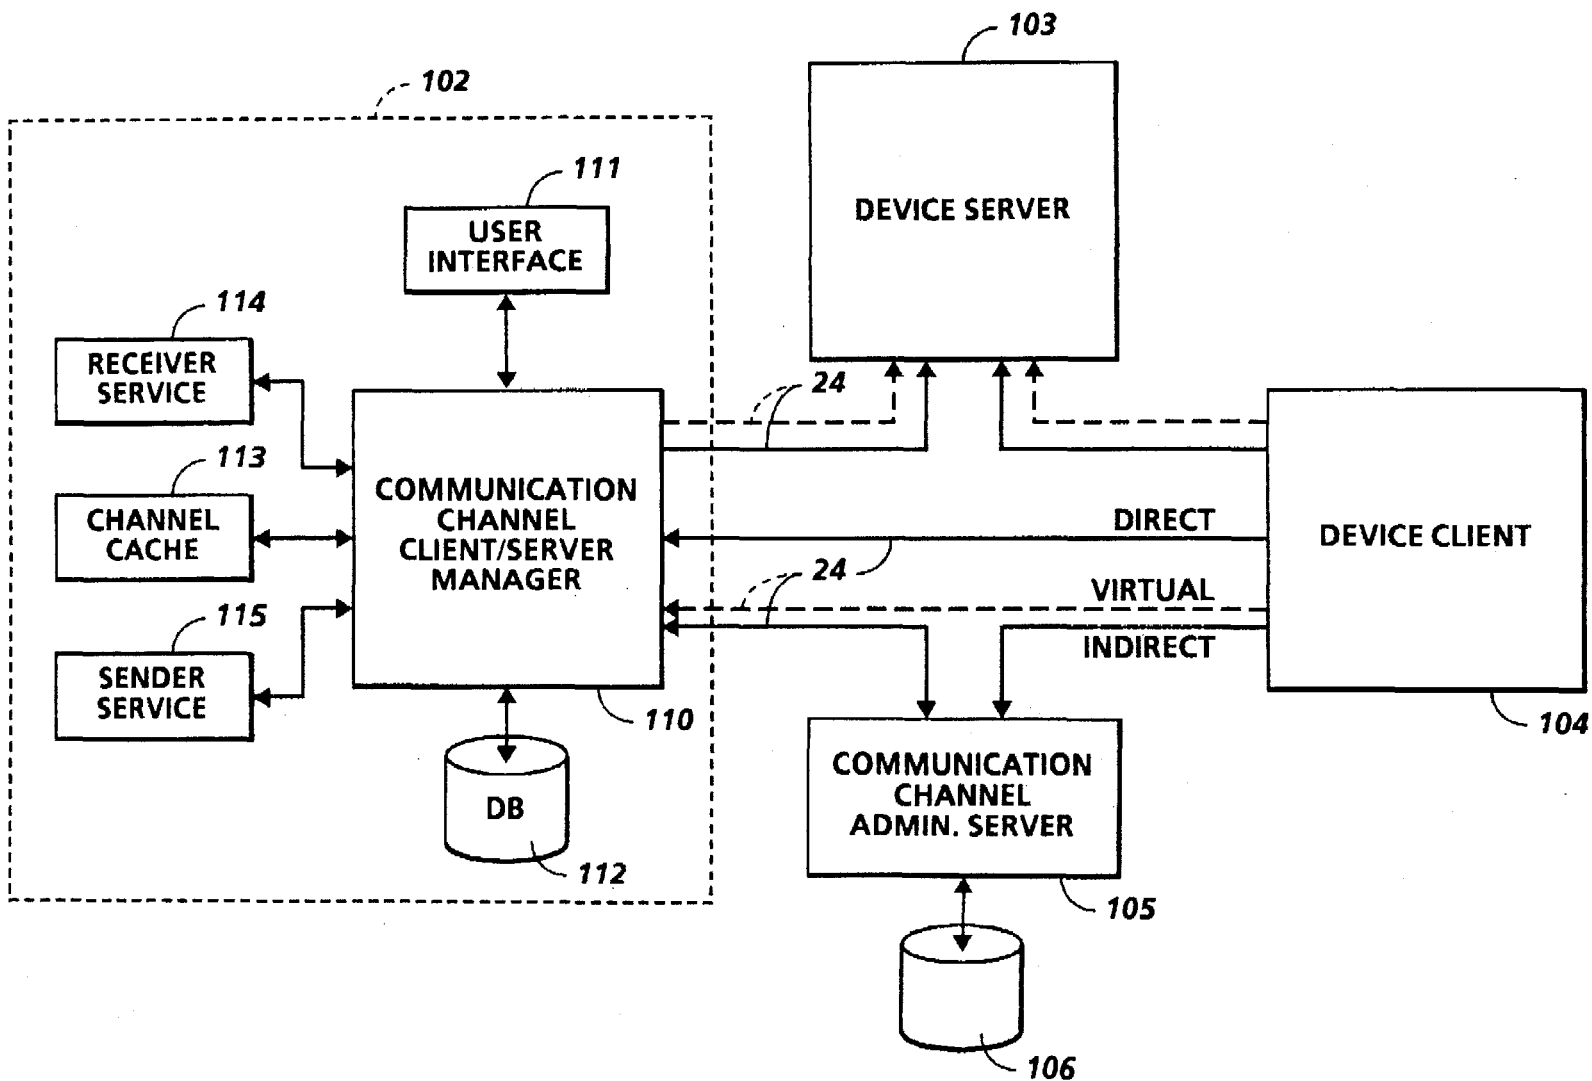 103
102
111
DEVICE SERVER
USER
INTERFACE
114
RECEIVER
SERVICE
24
113
COMMUNICATION
CHANNEL
CLIENT/SERVER
MANAGER
CHANNEL
CACHE
DIRECT
DEVICE CLIENT
24
VIRTUAL
115
INDIRECT
SENDER
SERVICE
110
104
COMMUNICATION
CHANNEL
ADMIN. SERVER
DB
112
105
106